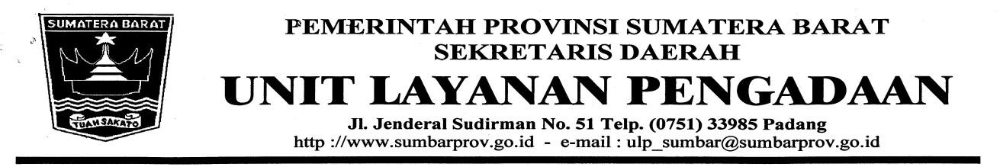 SUMATERA BARAT
TUAH SAKATO
PEMERINTAH PROVINSI SUMATERA BARAT
SEKRETARIS DAERAH
UNIT LAYANAN PENGADAAN
Jl. Jenderal Sudirman No. 51 Telp. (0751) 33985 Padang
http ://www.sumbarprov.go.id - e-mail : ulp_sumbar@sumbarprov.go.id